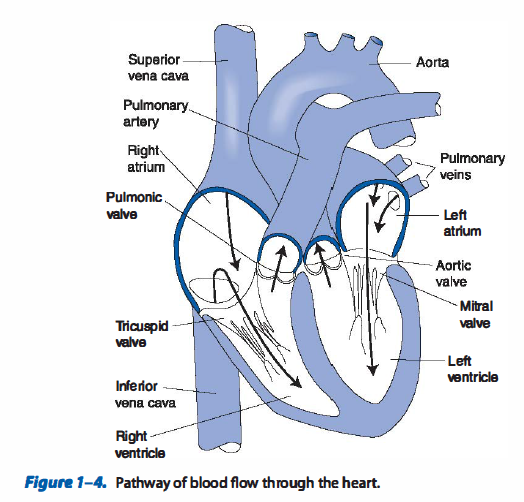 Superior
vena cava
Aorta
Pulmonary
artery
Right
atrium
Pulmonary
veins
Pulmonic
valve
Left
atrium
Aortic
valve
Mitral
valve
Tricuspid
valve
Left
ventricle
Inferior
vena cava
Right
ventricle
Figure 1–4. Pathway of blood flow through the heart.